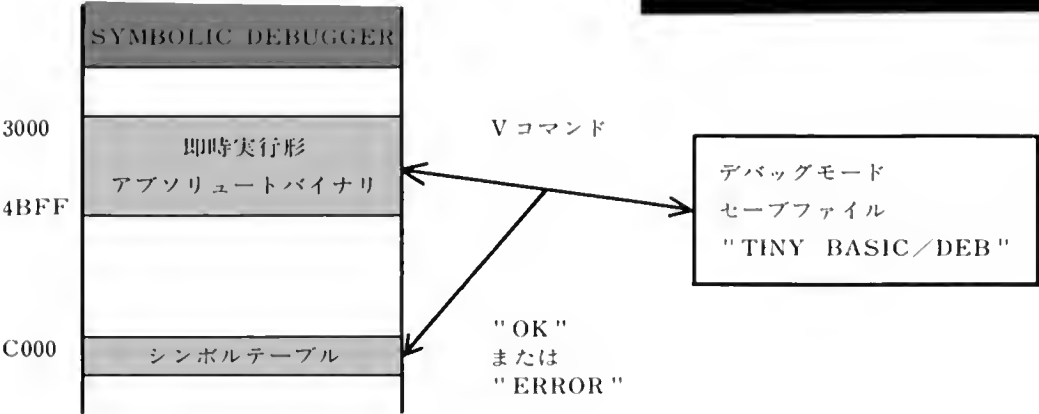 SYMBOLIC DEBUGGER
3000
即時実行形
アブソリュートバイナリ
4BFF
C000
シンボルテーブル
Vコマンド
"OK"
または
"ERROR"
デバッグモード
セーブファイル
"TINY BASIC／DEB"